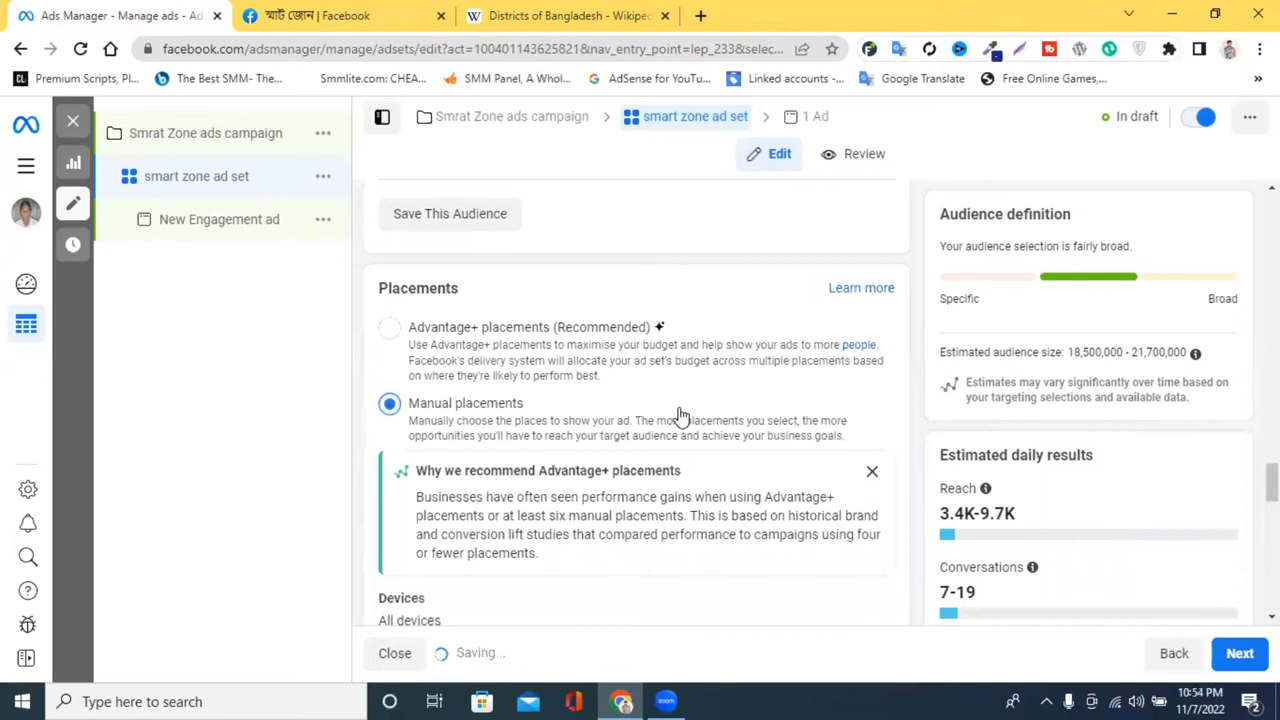 Ads Manager - Manage ads - Ad
স্মার্ট জোন | Facebook
Districts of Bangladesh - Wikiped
facebook.com/adsmanager/manage/adsets/edit?act=1004011436258218&nav_entry_point=lep_233&selec...
Premium Scripts, Pl...
The Best SMM- The...
Smmlite.com: CHEA...
SMM Panel, A Whol...
AdSense for YouTu...
Linked accounts -...
Google Translate
Free Online Games,...
»
Smrat Zone ads campaign
smart zone ad set
New Engagement ad
Smrat Zone ads campaign > smart zone ad set > 1 Ad
In draft
Edit
Review
Save This Audience
Placements
Learn more
Advantage+ placements (Recommended)
Use Advantage+ placements to maximise your budget and help show your ads to more people.
Facebook's delivery system will allocate your ad set's budget across multiple placements based
on where they're likely to perform best.
Manual placements
Manually choose the places to show your ad. The more placements you select, the more
opportunities you'll have to reach your target audience and achieve your business goals.
Why we recommend Advantage+ placements
Businesses have often seen performance gains when using Advantage+
placements or at least six manual placements. This is based on historical brand
and conversion lift studies that compared performance to campaigns using four
or fewer placements.
Devices
All devices
Audience definition
Your audience selection is fairly broad.
Specific
Broad
Estimated audience size: 18,500,000 - 21,700,000
Estimates may vary significantly over time based on
your targeting selections and available data.
Estimated daily results
Reach
3.4K-9.7K
Conversations
7-19
Close
Saving...
Back
Next
Type here to search
10:54 PM
11/7/2022
2